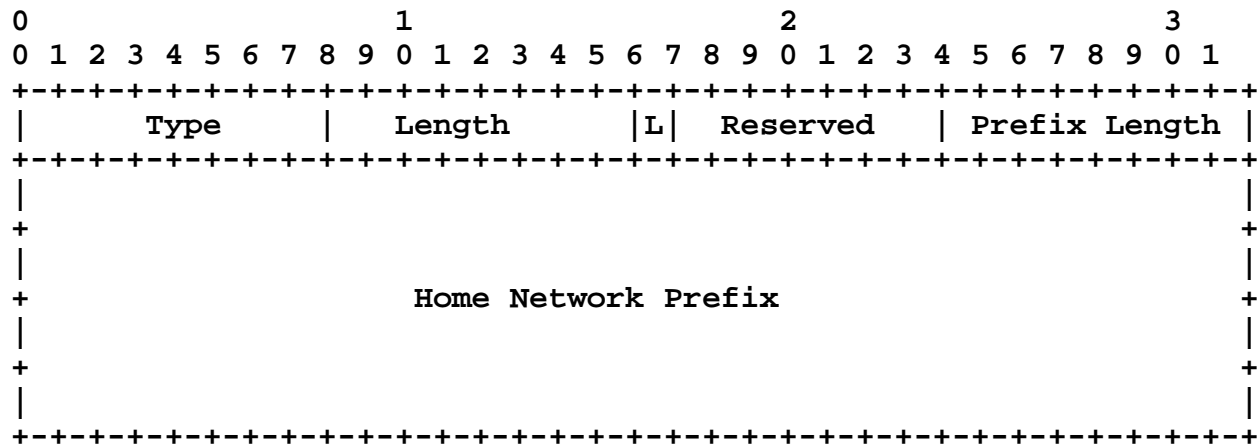 0                   1                   2                   3
0 1 2 3 4 5 6 7 8 9 0 1 2 3 4 5 6 7 8 9 0 1 2 3 4 5 6 7 8 9 0 1
+-+-+-+-+-+-+-+-+-+-+-+-+-+-+-+-+-+-+-+-+-+-+-+-+-+-+-+-+-+-+-+-+
|      Type     |   Length      |L|  Reserved   | Prefix Length |
+-+-+-+-+-+-+-+-+-+-+-+-+-+-+-+-+-+-+-+-+-+-+-+-+-+-+-+-+-+-+-+-+
|                                                               |
+                                                               +
|                                                               |
+                    Home Network Prefix                        +
|                                                               |
+                                                               +
|                                                               |
+-+-+-+-+-+-+-+-+-+-+-+-+-+-+-+-+-+-+-+-+-+-+-+-+-+-+-+-+-+-+-+-+